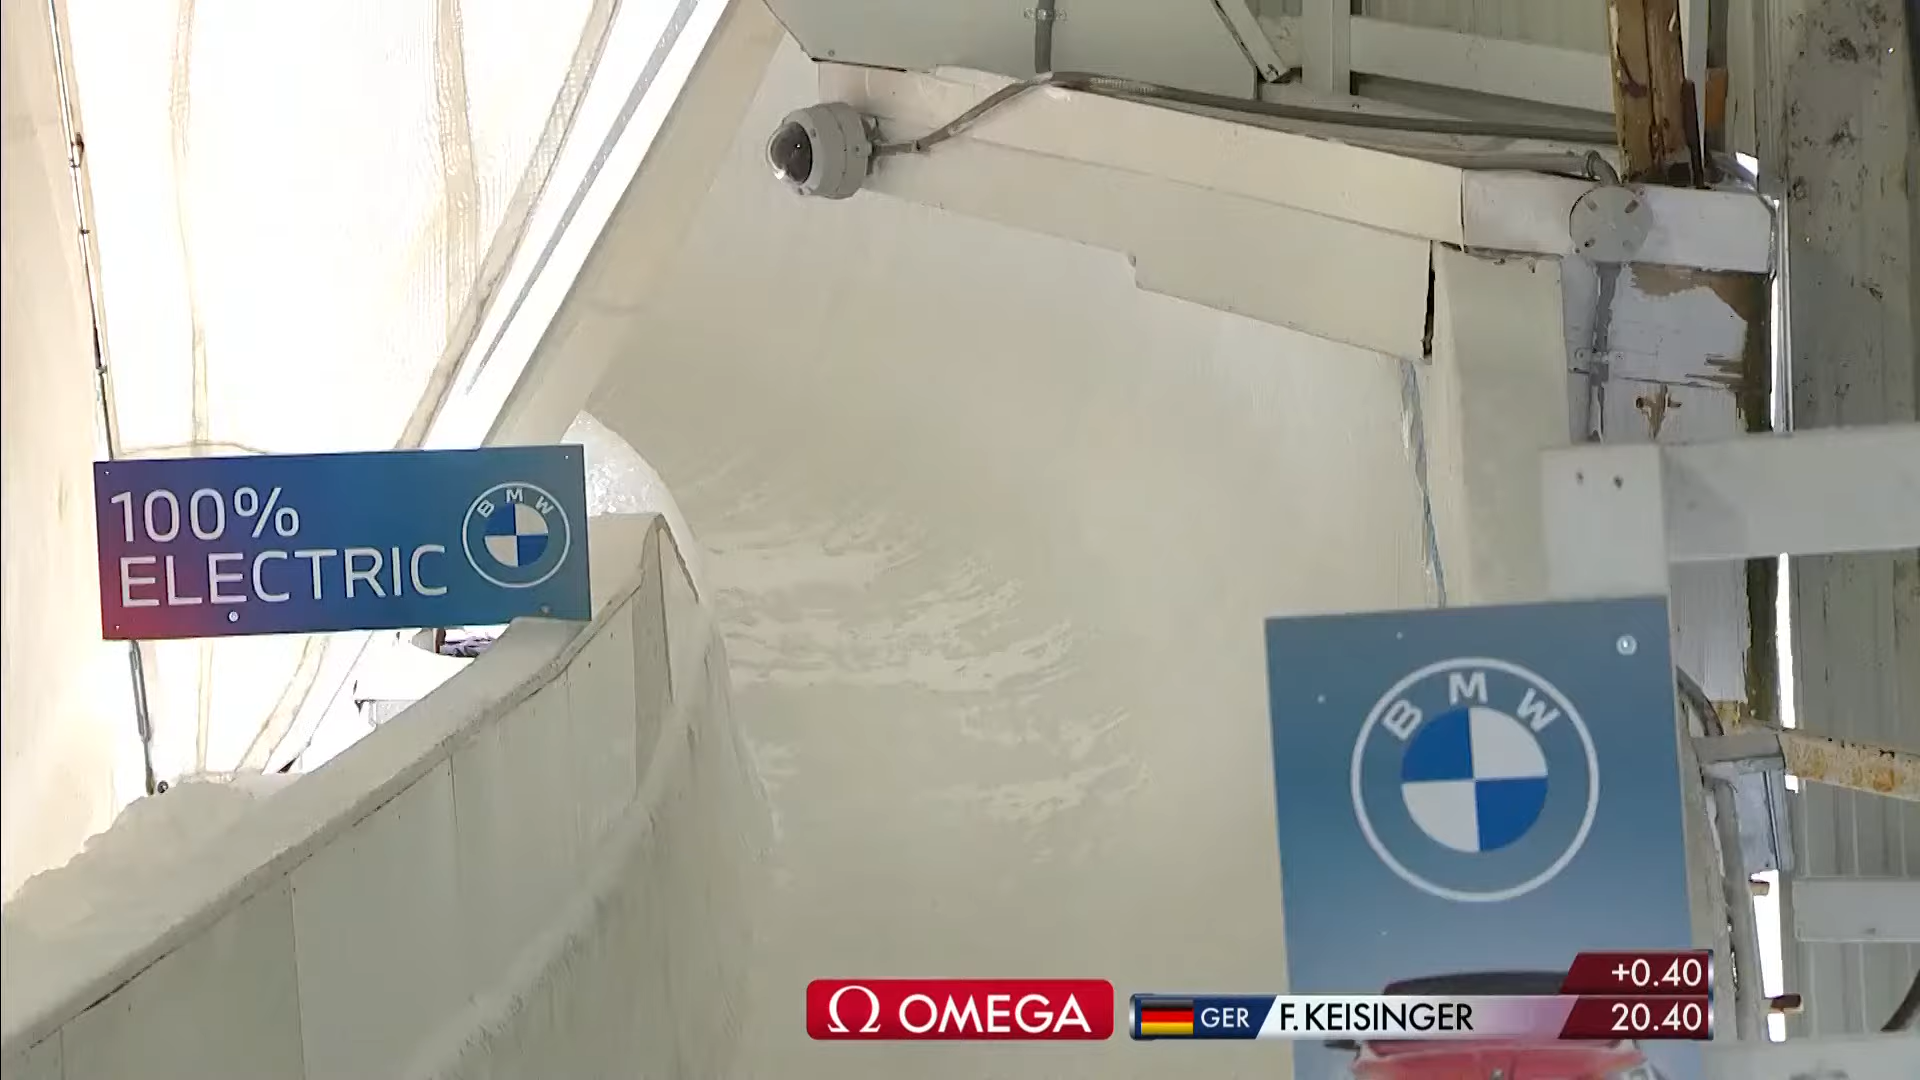 100%
ELECTRIC
BMW
BMW
+0.40
Ω OMEGA
GER F. KEISINGER 20.40